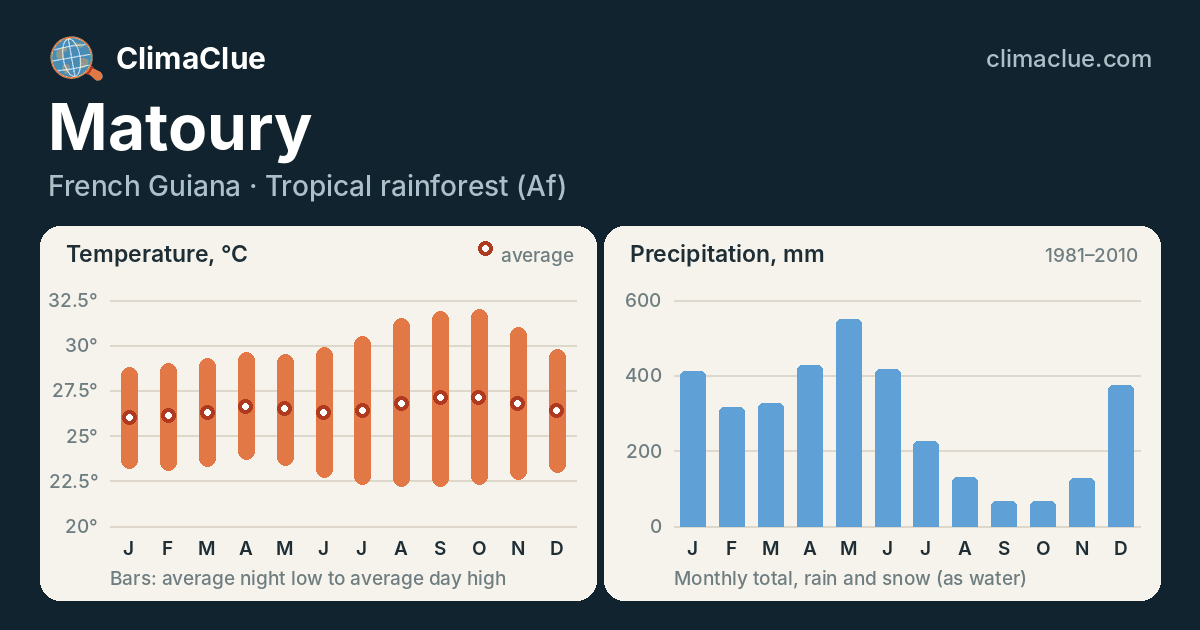 ClimaClue
climaclue.com
Matoury
French Guiana · Tropical rainforest (Af)
Temperature, °C
average
32.5°
30°
27.5°
25°
22.5°
20°
J F M A M J J A S O N D
Bars: average night low to average day high
Precipitation, mm
1981–2010
600
400
200
0
J F M A M J J A S O N D
Monthly total, rain and snow (as water)